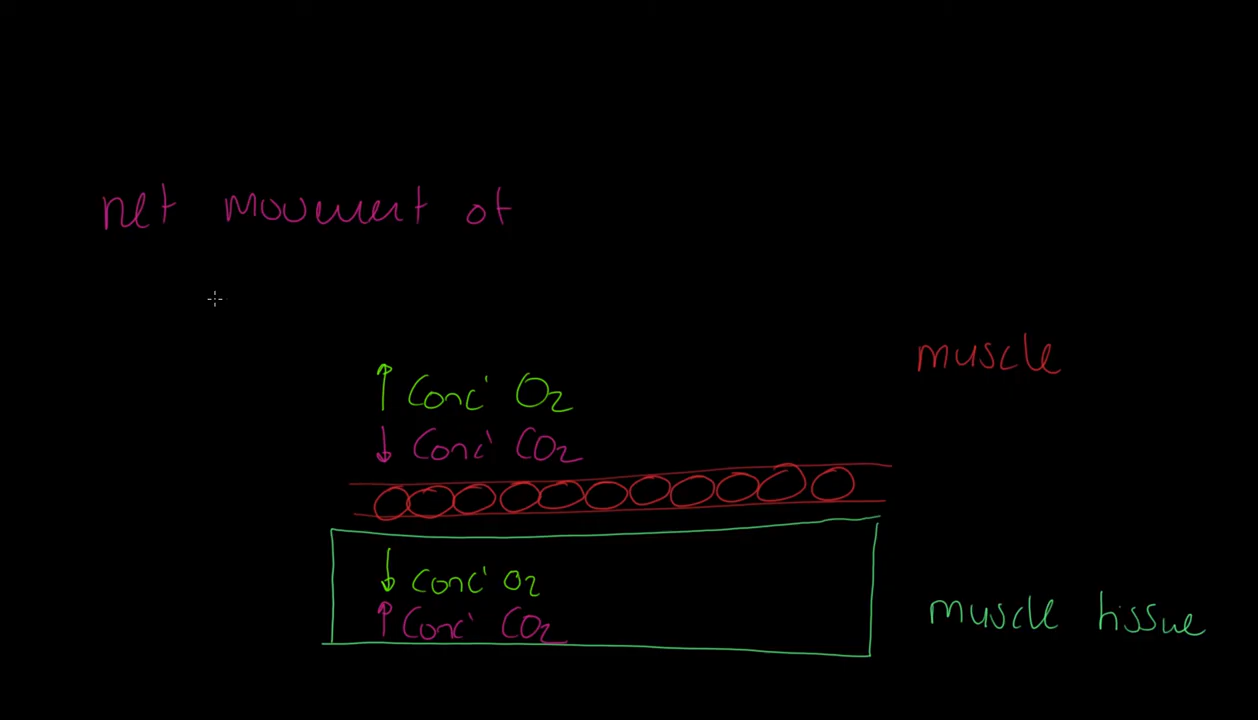 net movement of
muscle
↑ Conc' O2
↓ Conc' CO2
↓ Conc' O2
↑ Conc' CO2
muscle tissue